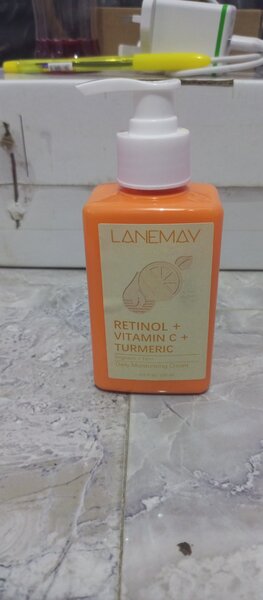 LANEMAY
RETINOL +
VITAMIN C +
TURMERIC
Daily Moisturizing Cream